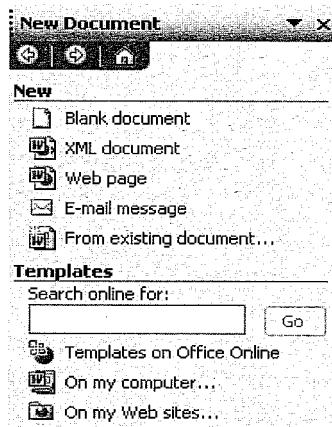 New Document
New
Blank document
XML document
Web page
E-mail message
From existing document...
Templates
Search online for:
Go
Templates on Office Online
On my computer...
On my Web sites...